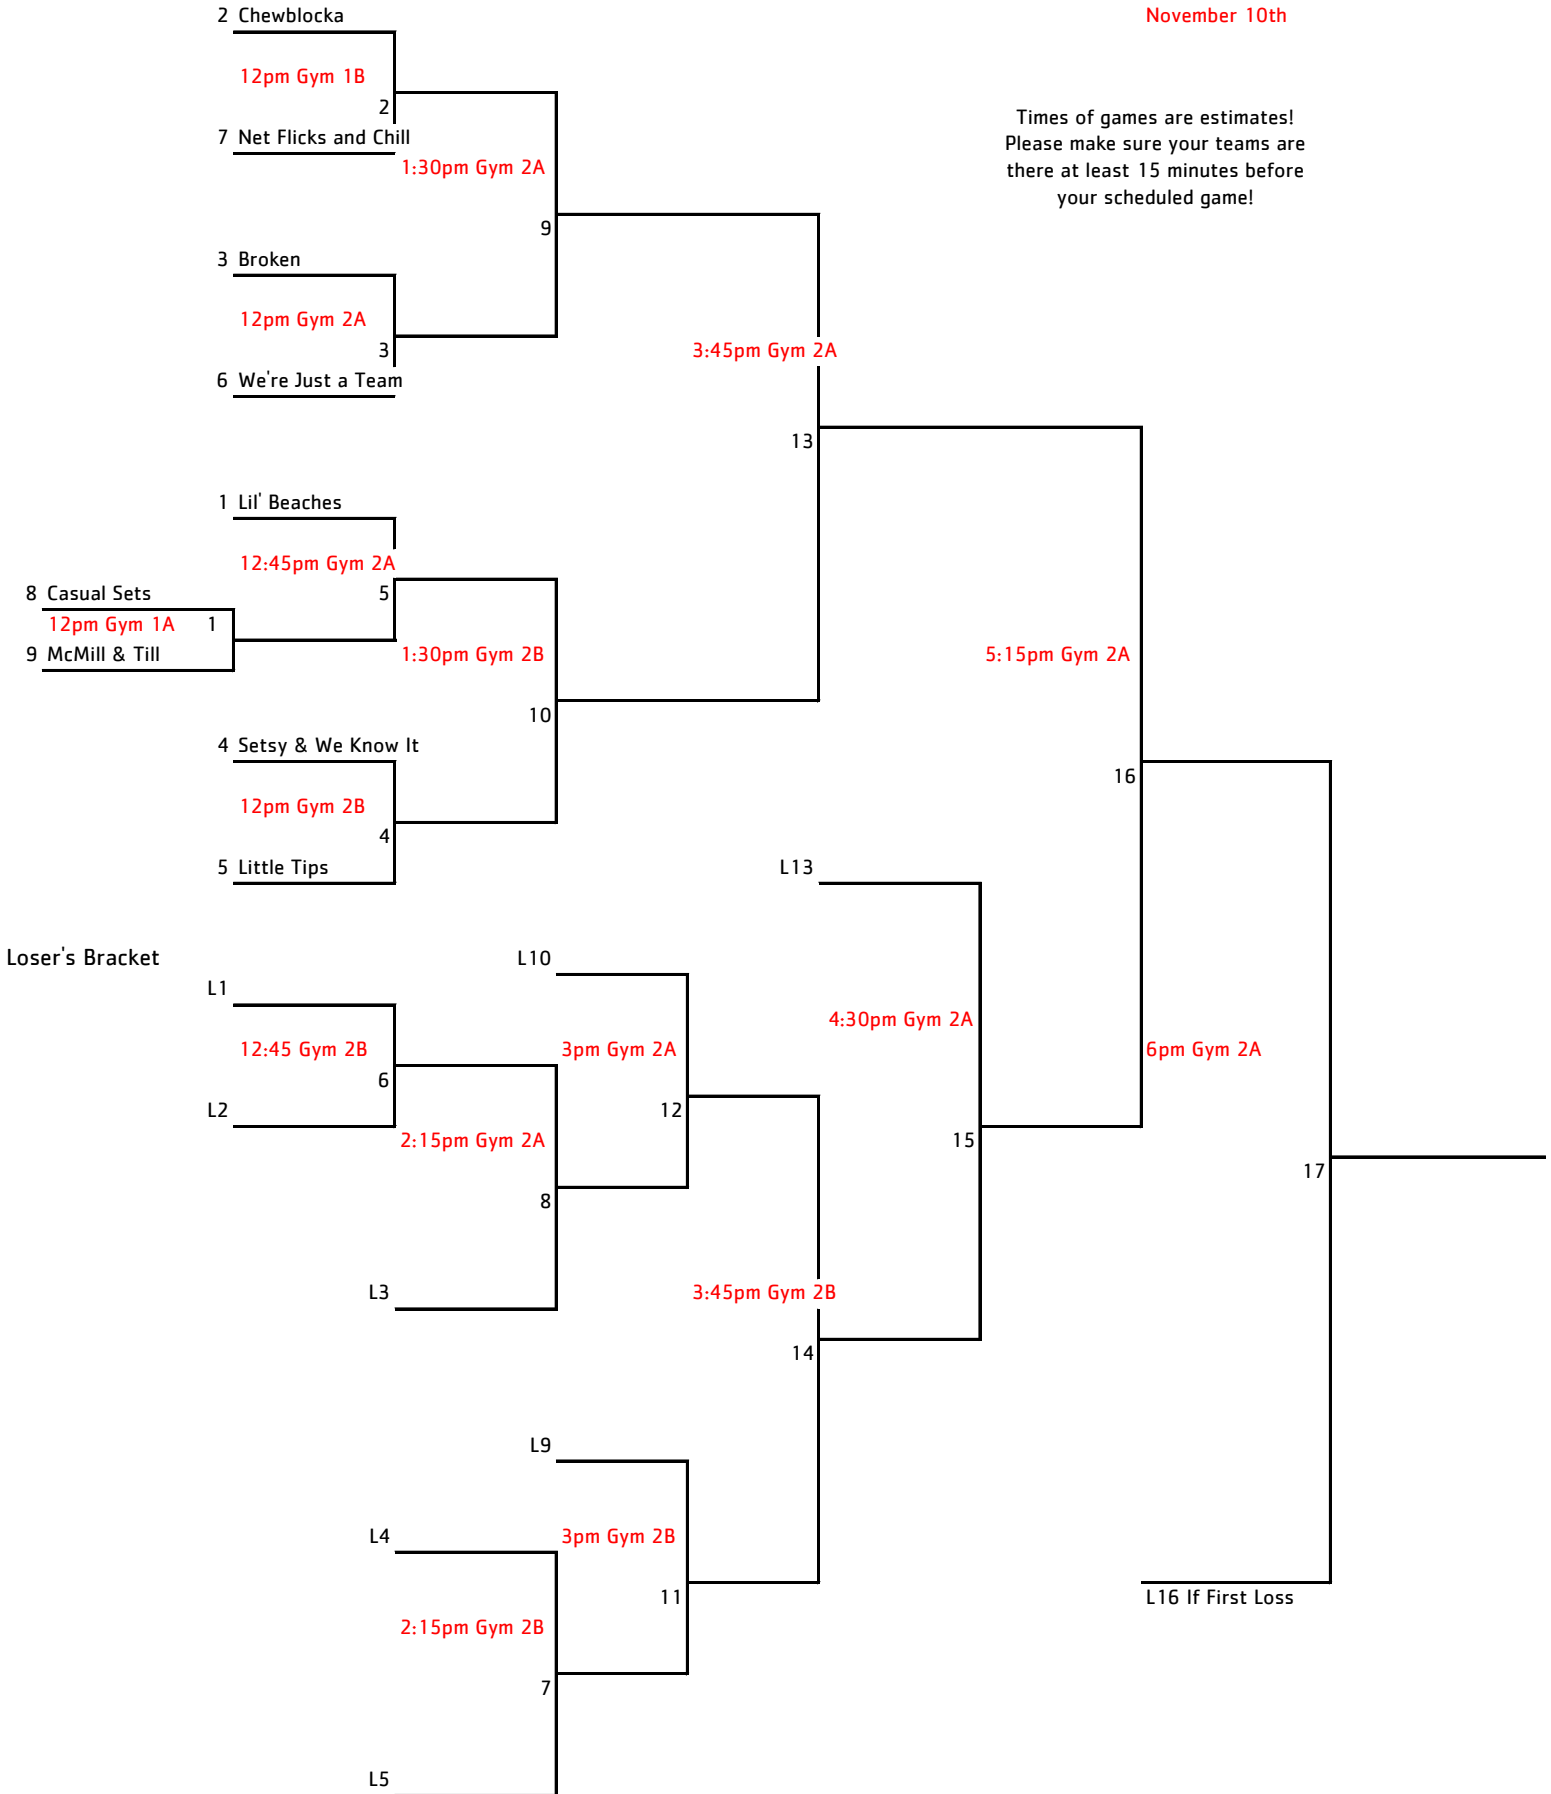 2 Chewblocka
November 10th
12pm Gym 1B
2
Times of games are estimates!
Please make sure your teams are
there at least 15 minutes before
your scheduled game!
7 Net Flicks and Chill
1:30pm Gym 2A
9
3 Broken
12pm Gym 2A
3
3:45pm Gym 2A
6 We're Just a Team
13
1 Lil' Beaches
12:45pm Gym 2A
5
8 Casual Sets
12pm Gym 1A 1
9 McMill & Till
1:30pm Gym 2B
5:15pm Gym 2A
10
4 Setsy & We Know It
16
12pm Gym 2B
4
5 Little Tips
L13
Loser's Bracket
L10
L1
4:30pm Gym 2A
12:45 Gym 2B
3pm Gym 2A
6pm Gym 2A
6
L2
12
2:15pm Gym 2A
15
17
8
L3
3:45pm Gym 2B
14
L9
L4
3pm Gym 2B
11
L16 If First Loss
2:15pm Gym 2B
7
L5